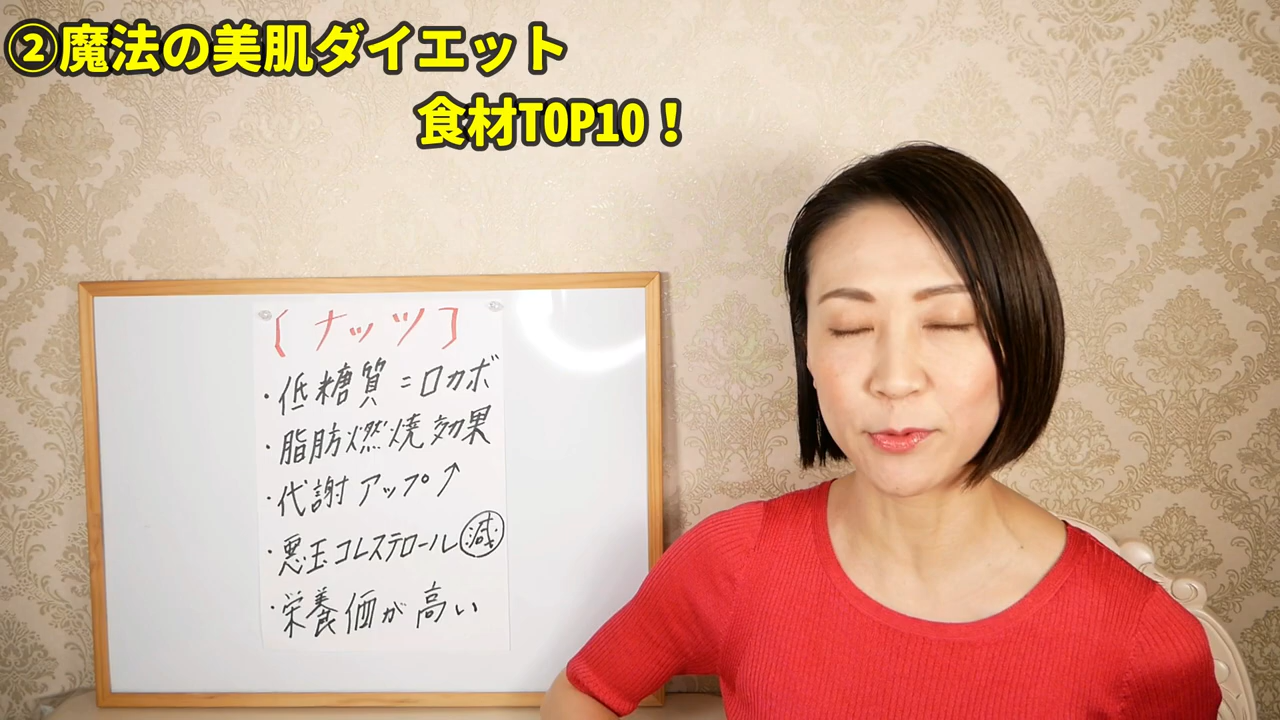 ②魔法の美肌ダイエット
食材TOP10！
[ナッツ]
・低糖質=ロカボ
・脂肪燃焼効果
・代謝アップ↑
・悪玉コレステロール㊀減
・栄養価が高い